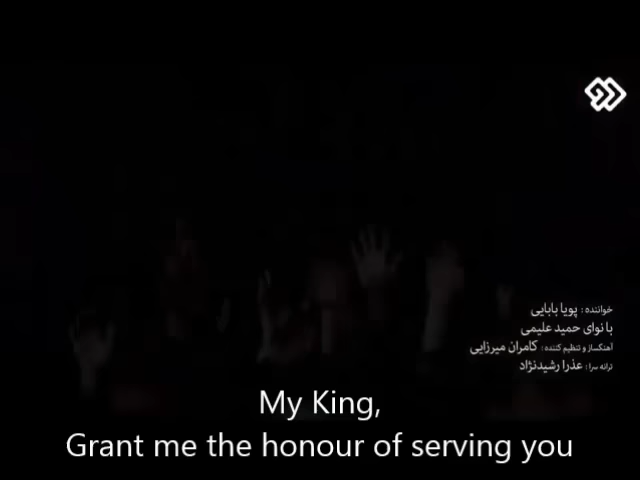 خواننده : پویا بابایی
با نوای حمید علیمی
آهنگساز و تنظیم کننده : کامران میرزایی
ترانه سرا : عذرا رشیدنژاد
My King,
Grant me the honour of serving you